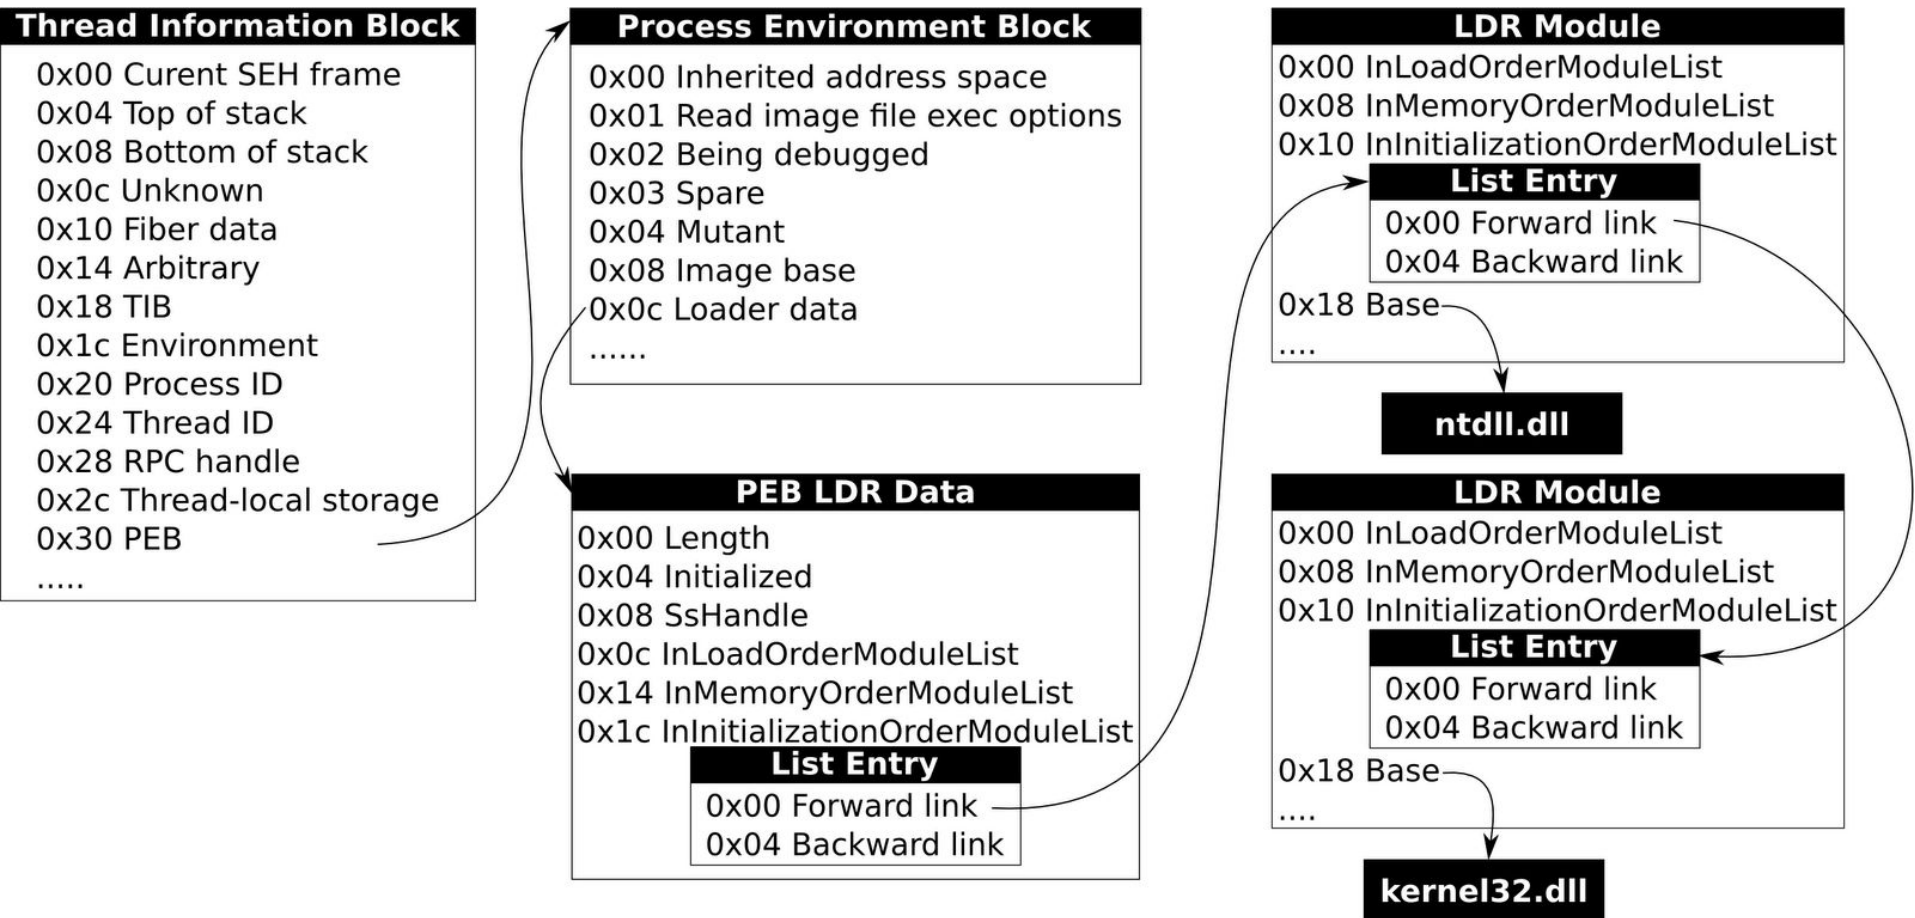 Thread Information Block
0x00 Curent SEH frame
0x04 Top of stack
0x08 Bottom of stack
0x0c Unknown
0x10 Fiber data
0x14 Arbitrary
0x18 TIB
0x1c Environment
0x20 Process ID
0x24 Thread ID
0x28 RPC handle
0x2c Thread-local storage
0x30 PEB
.....
Process Environment Block
0x00 Inherited address space
0x01 Read image file exec options
0x02 Being debugged
0x03 Spare
0x04 Mutant
0x08 Image base
0x0c Loader data
......
PEB LDR Data
0x00 Length
0x04 Initialized
0x08 SsHandle
0x0c InLoadOrderModuleList
0x14 InMemoryOrderModuleList
0x1c InInitializationOrderModuleList
List Entry
0x00 Forward link
0x04 Backward link
LDR Module
0x00 InLoadOrderModuleList
0x08 InMemoryOrderModuleList
0x10 InInitializationOrderModuleList
List Entry
0x00 Forward link
0x04 Backward link
0x18 Base
....
ntdll.dll
LDR Module
0x00 InLoadOrderModuleList
0x08 InMemoryOrderModuleList
0x10 InInitializationOrderModuleList
List Entry
0x00 Forward link
0x04 Backward link
0x18 Base
....
kernel32.dll